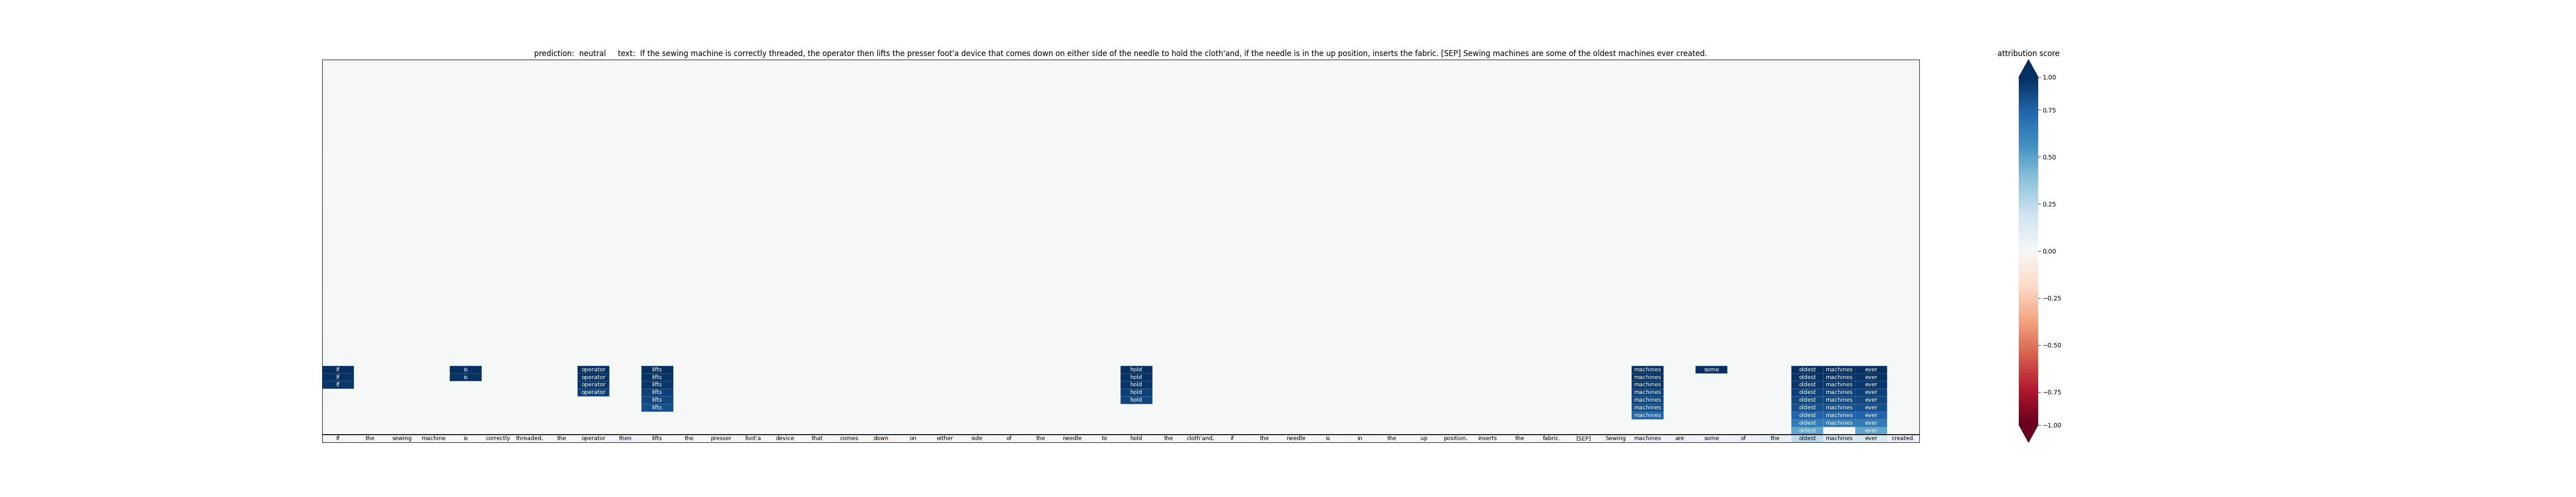 prediction:  neutral     text:  If the sewing machine is correctly threaded, the operator then lifts the presser foot'a device that comes down on either side of the needle to hold the cloth'and, if the needle is in the up position, inserts the fabric. [SEP] Sewing machines are some of the oldest machines ever created.
attribution score
1.00
0.75
0.50
0.25
0.00
−0.25
−0.50
−0.75
−1.00
If is operator lifts hold machines some oldest machines ever
If is operator lifts hold machines oldest machines ever
If operator lifts hold machines oldest machines ever
operator lifts hold machines oldest machines ever
lifts hold machines oldest machines ever
lifts machines oldest machines ever
machines oldest machines ever
oldest machines ever
oldest ever
If the sewing machine is correctly threaded, the operator then lifts the presser foot'a device that comes down on either side of the needle to hold the cloth'and, if the needle is in the up position, inserts the fabric. [SEP] Sewing machines are some of the oldest machines ever created.